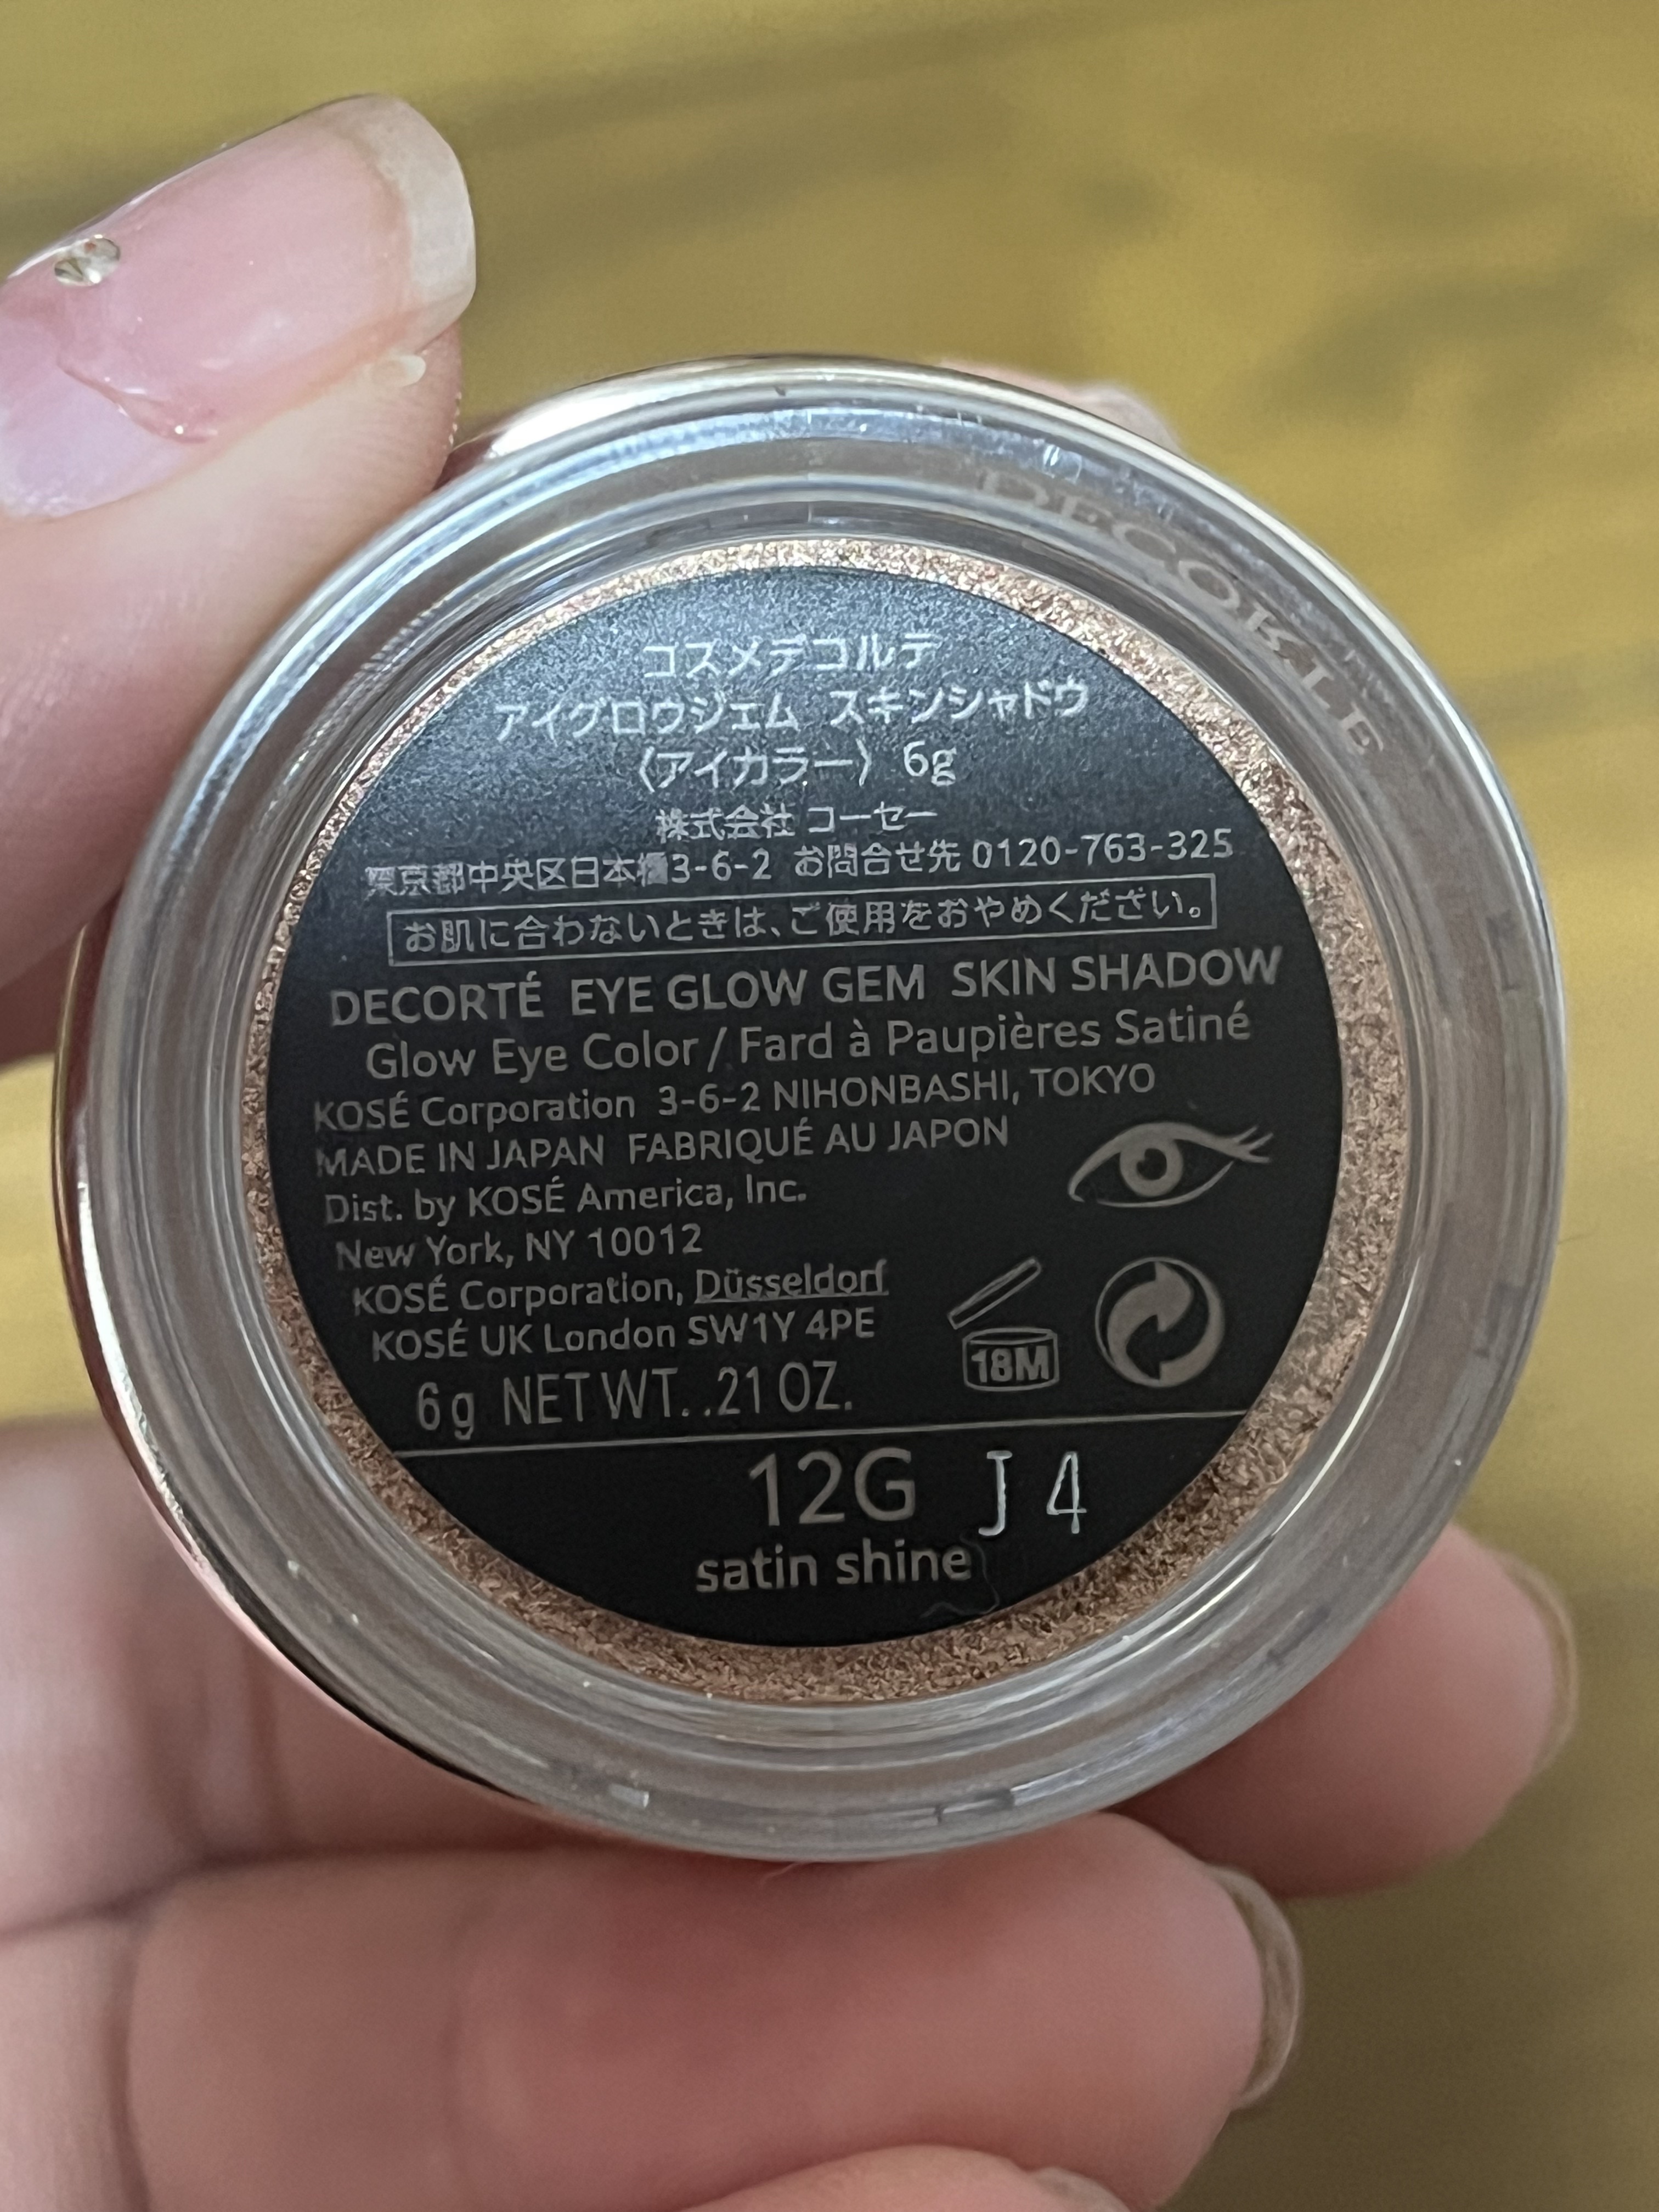 DECORTÉ
コスメデコルテ
アイグロウジェム スキンシャドウ
〈アイカラー〉 6g
株式会社 コーセー
東京都中央区日本橋3-6-2 お問合せ先 0120-763-325
お肌に合わないときは、ご使用をおやめください。
DECORTÉ EYE GLOW GEM SKIN SHADOW
Glow Eye Color / Fard à Paupières Satiné
KOSÉ Corporation 3-6-2 NIHONBASHI, TOKYO
MADE IN JAPAN FABRIQUÉ AU JAPON
Dist. by KOSÉ America, Inc.
New York, NY 10012
KOSÉ Corporation, Düsseldorf
KOSÉ UK London SW1Y 4PE
6g NET WT. .21 OZ.
18M
12G J4
satin shine